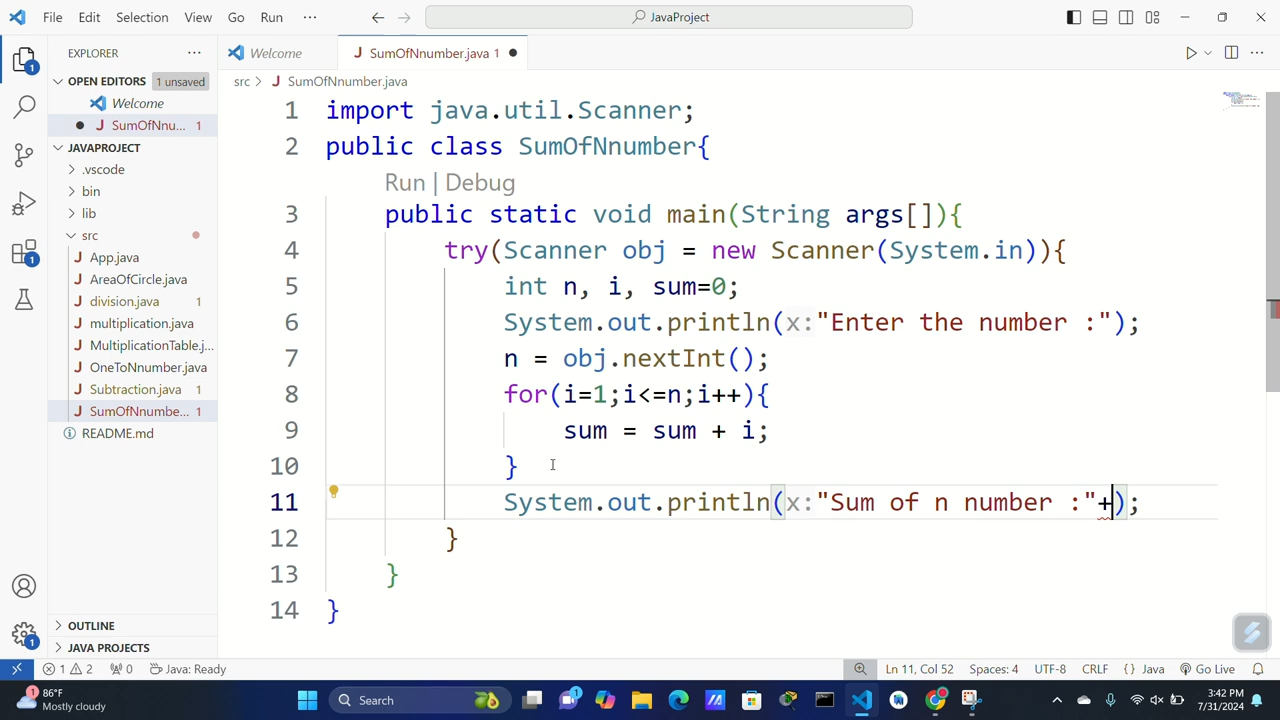 File Edit Selection View Go Run ··· JavaProject
EXPLORER ···
OPEN EDITORS 1 unsaved
Welcome
SumOfNnu... 1
JAVAPROJECT
.vscode
bin
lib
src
J App.java
J AreaOfCircle.java
J division.java 1
J multiplication.java
J MultiplicationTable.j...
J OneToNnumber.java
J Subtraction.java 1
J SumOfNnumbe... 1
README.md
OUTLINE
JAVA PROJECTS
Welcome J SumOfNnumber.java 1
src > J SumOfNnumber.java
1 import java.util.Scanner;
2 public class SumOfNnumber{
Run | Debug
3 public static void main(String args[]){
4 try(Scanner obj = new Scanner(System.in)){
5 int n, i, sum=0;
6 System.out.println(x:"Enter the number :");
7 n = obj.nextInt();
8 for(i=1;i<=n;i++){
9 sum = sum + i;
10 }
11 System.out.println(x:"Sum of n number :"+);
12 }
13 }
14 }
1 2 0 Java: Ready Ln 11, Col 52 Spaces: 4 UTF-8 CRLF {} Java Go Live
1 86°F
Mostly cloudy
Search
1
3:42 PM
7/31/2024